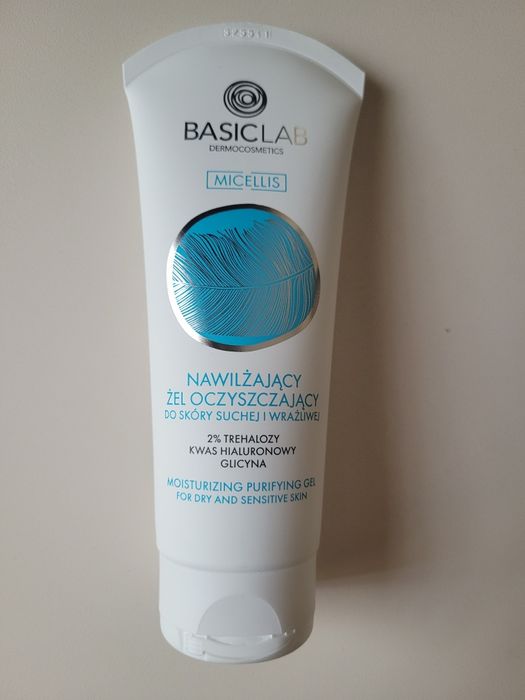 BASICLAB
DERMOCOSMETICS
MICELLIS
NAWILŻAJĄCY
ŻEL OCZYSZCZAJĄCY
DO SKÓRY SUCHEJ I WRAŻLIWEJ
2% TREHALOZY
KWAS HIALURONOWY
GLICYNA
MOISTURIZING PURIFYING GEL
FOR DRY AND SENSITIVE SKIN